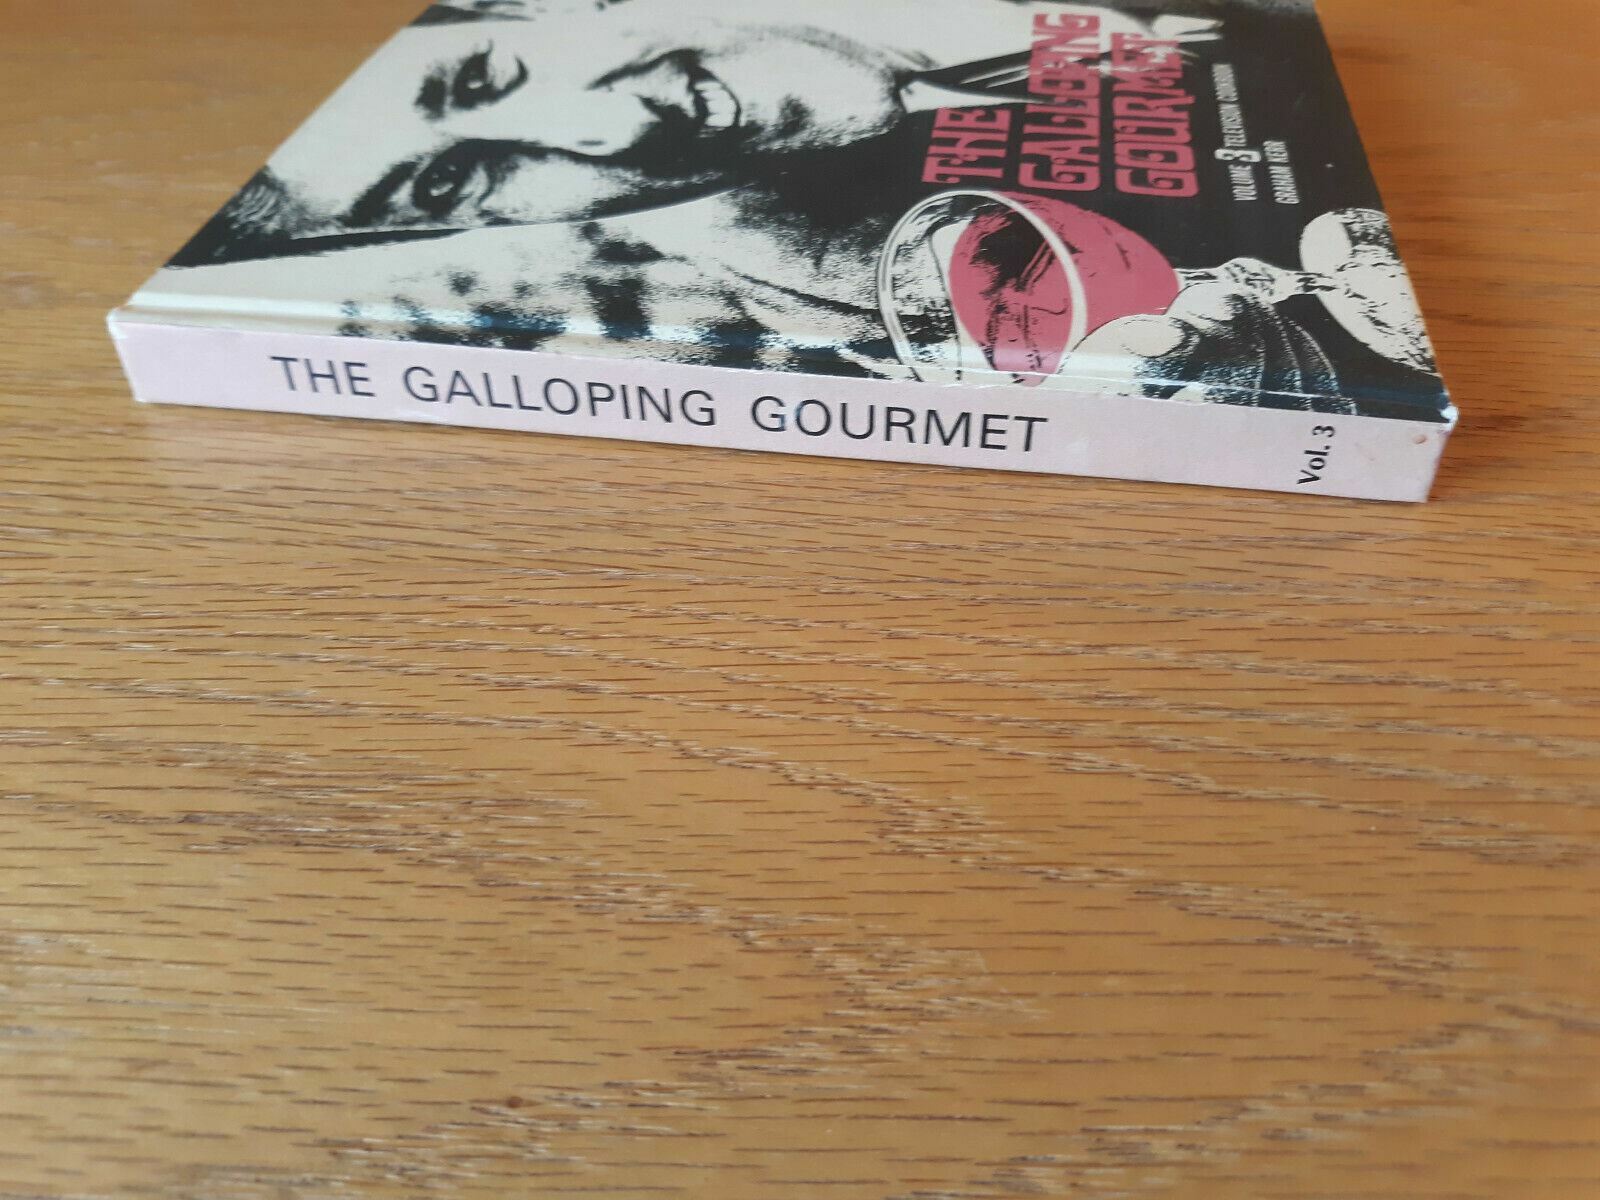 THE
GALLOPING
GOURMET
VOLUME 3 TELEVISION COOKBOOK
GRAHAM KERR
THE GALLOPING GOURMET
Vol. 3